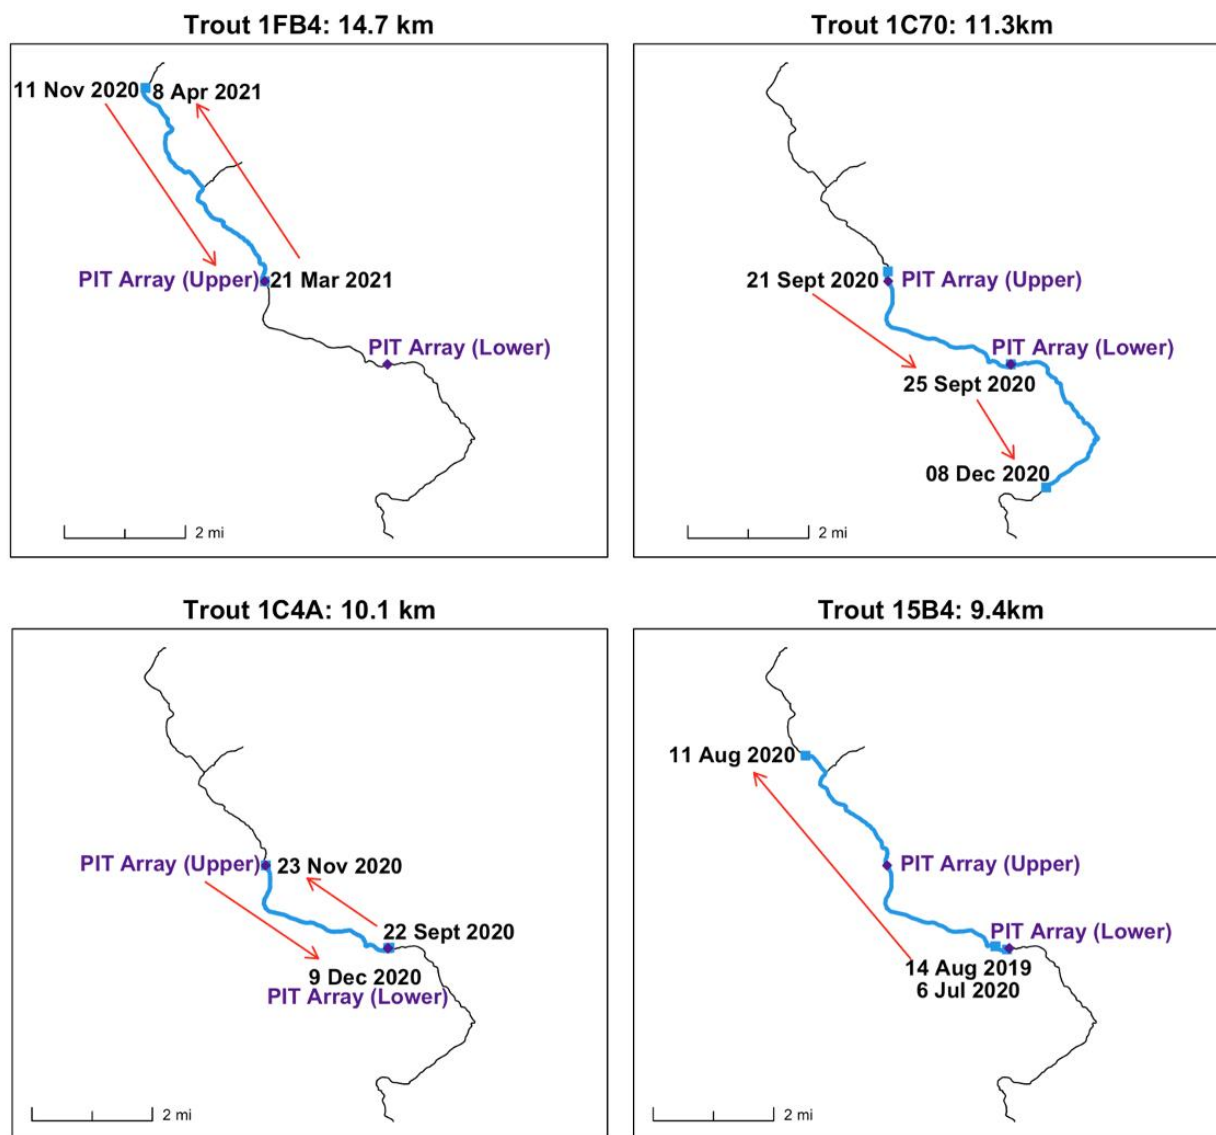 Trout 1FB4: 14.7 km
11 Nov 2020
8 Apr 2021
PIT Array (Upper)
21 Mar 2021
PIT Array (Lower)
2 mi
Trout 1C70: 11.3km
21 Sept 2020
PIT Array (Upper)
PIT Array (Lower)
25 Sept 2020
08 Dec 2020
2 mi
Trout 1C4A: 10.1 km
PIT Array (Upper)
23 Nov 2020
22 Sept 2020
9 Dec 2020
PIT Array (Lower)
2 mi
Trout 15B4: 9.4km
11 Aug 2020
PIT Array (Upper)
PIT Array (Lower)
14 Aug 2019
6 Jul 2020
2 mi